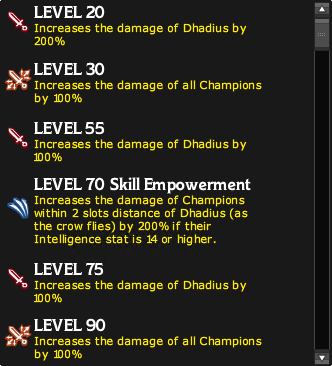 LEVEL 20
Increases the damage of Dhadius by
200%
LEVEL 30
Increases the damage of all Champions
by 100%
LEVEL 55
Increases the damage of Dhadius by
100%
LEVEL 70 Skill Empowerment
Increases the damage of Champions
within 2 slots distance of Dhadius (as
the crow flies) by 200% if their
Intelligence stat is 14 or higher.
LEVEL 75
Increases the damage of Dhadius by
100%
LEVEL 90
Increases the damage of all Champions
by 100%